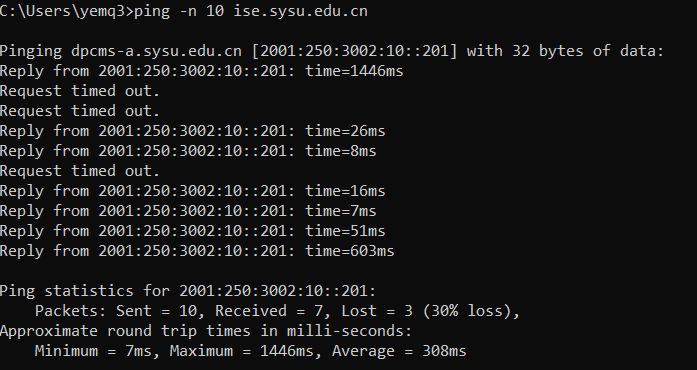 C:\Users\yemq3>ping -n 10 ise.sysu.edu.cn
Pinging dpcms-a.sysu.edu.cn [2001:250:3002:10::201] with 32 bytes of data:
Reply from 2001:250:3002:10::201: time=1446ms
Request timed out.
Request timed out.
Reply from 2001:250:3002:10::201: time=26ms
Reply from 2001:250:3002:10::201: time=8ms
Request timed out.
Reply from 2001:250:3002:10::201: time=16ms
Reply from 2001:250:3002:10::201: time=7ms
Reply from 2001:250:3002:10::201: time=51ms
Reply from 2001:250:3002:10::201: time=603ms
Ping statistics for 2001:250:3002:10::201:
Packets: Sent = 10, Received = 7, Lost = 3 (30% loss),
Approximate round trip times in milli-seconds:
Minimum = 7ms, Maximum = 1446ms, Average = 308ms